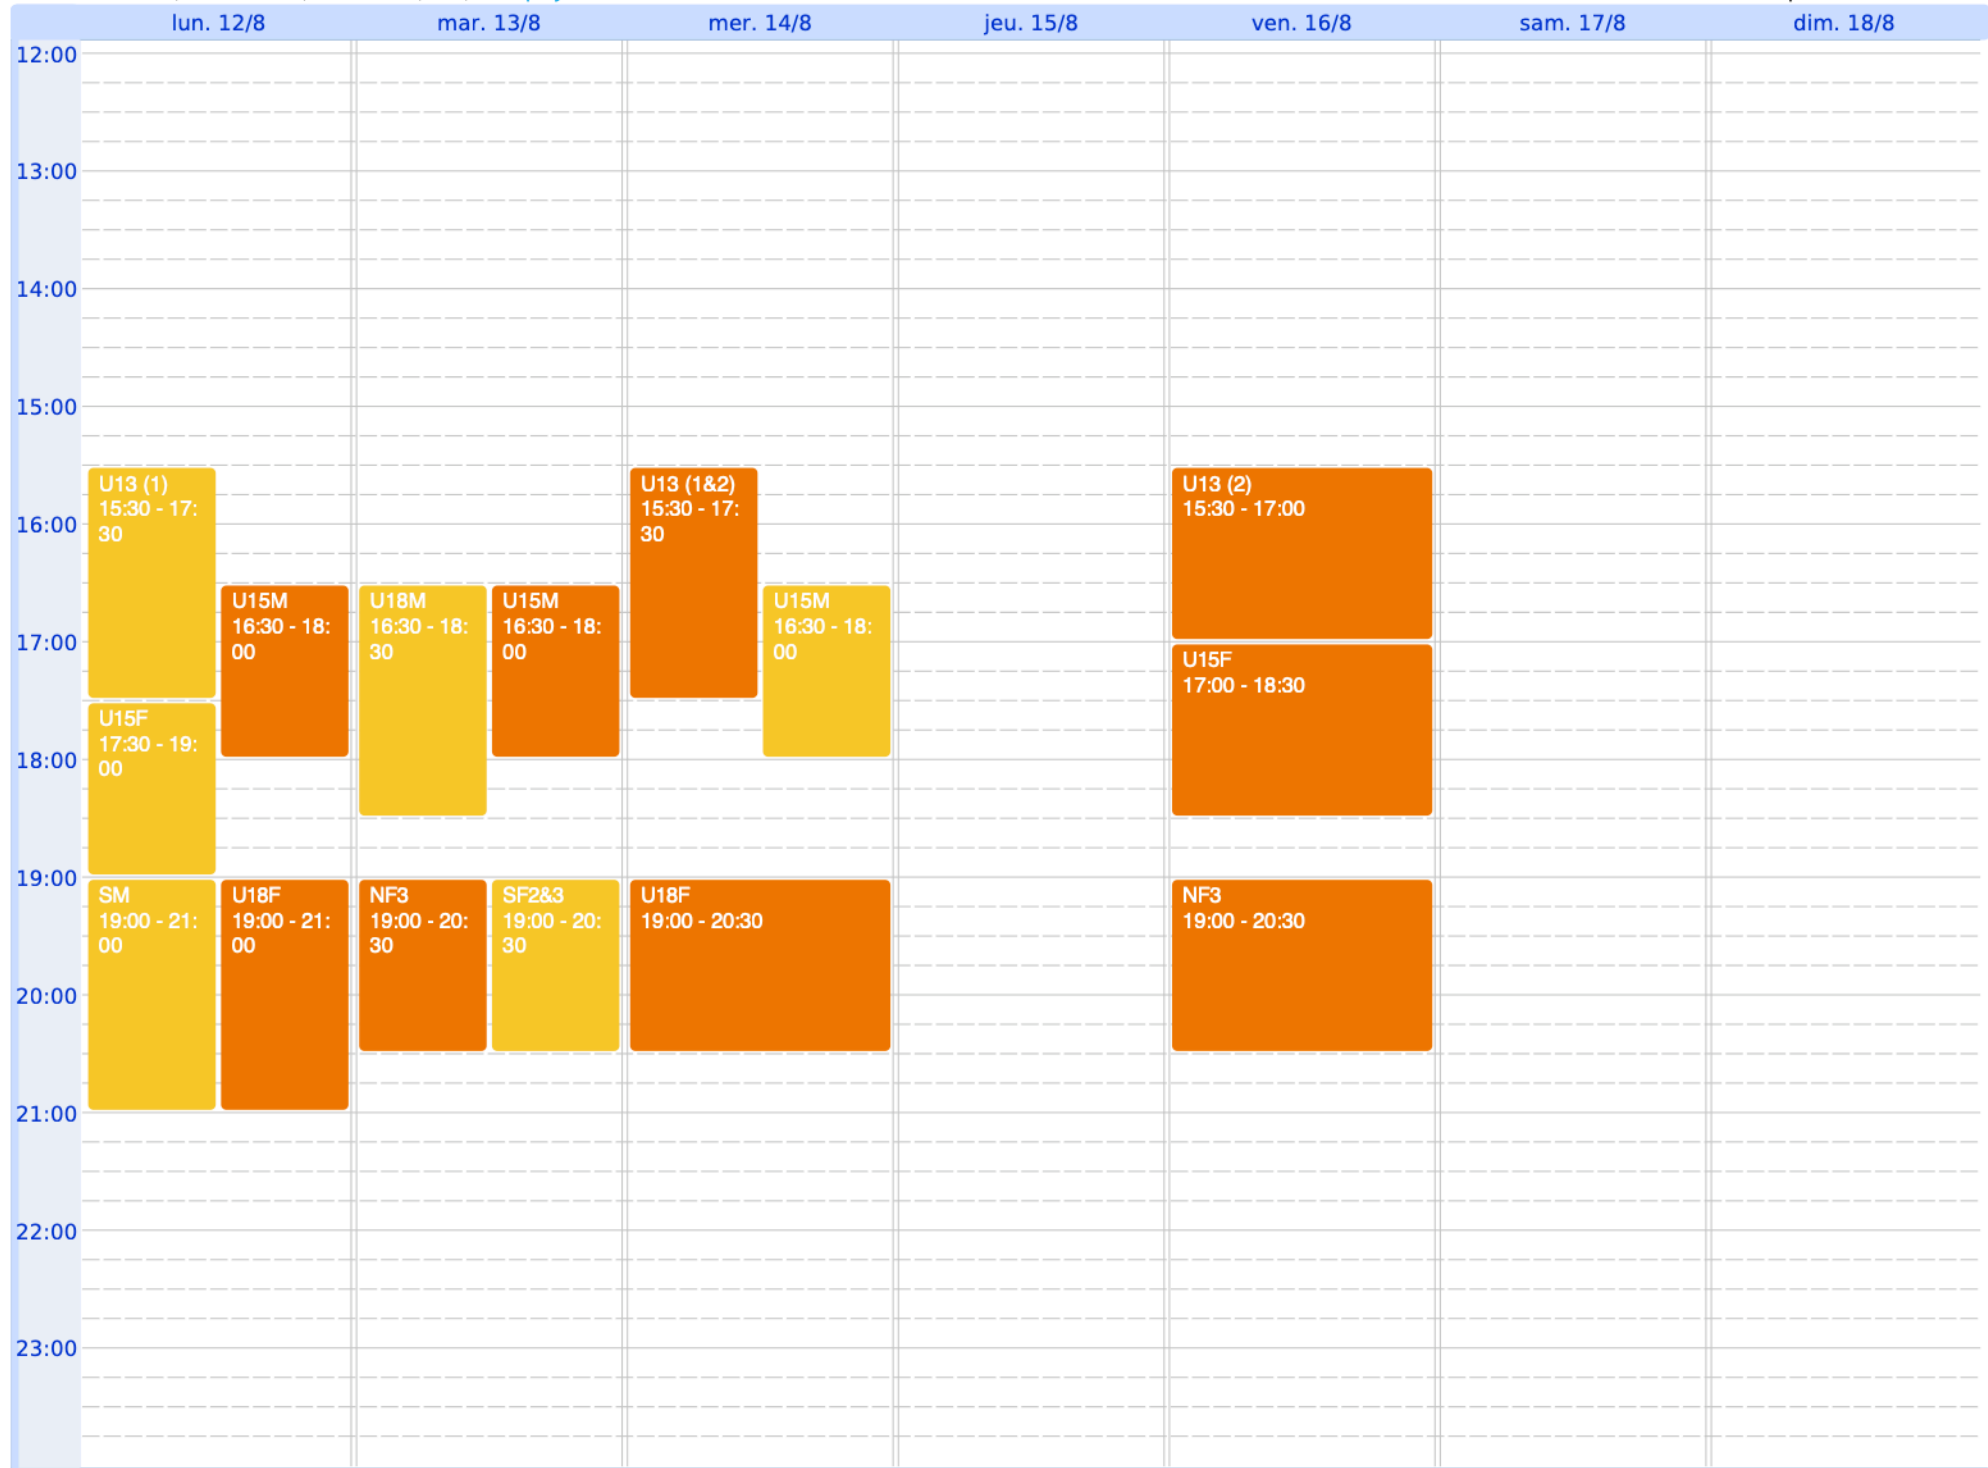 lun. 12/8
mar. 13/8
mer. 14/8
jeu. 15/8
ven. 16/8
sam. 17/8
dim. 18/8
12:00
13:00
14:00
15:00
16:00
17:00
18:00
19:00
20:00
21:00
22:00
23:00
U13 (1)
15:30 - 17:
30
U15M
16:30 - 18:
00
U15F
17:30 - 19:
00
SM
19:00 - 21:
00
U18F
19:00 - 21:
00
U18M
16:30 - 18:
30
U15M
16:30 - 18:
00
NF3
19:00 - 20:
30
SF2&3
19:00 - 20:
30
U13 (1&2)
15:30 - 17:
30
U15M
16:30 - 18:
00
U18F
19:00 - 20:30
U13 (2)
15:30 - 17:00
U15F
17:00 - 18:30
NF3
19:00 - 20:30